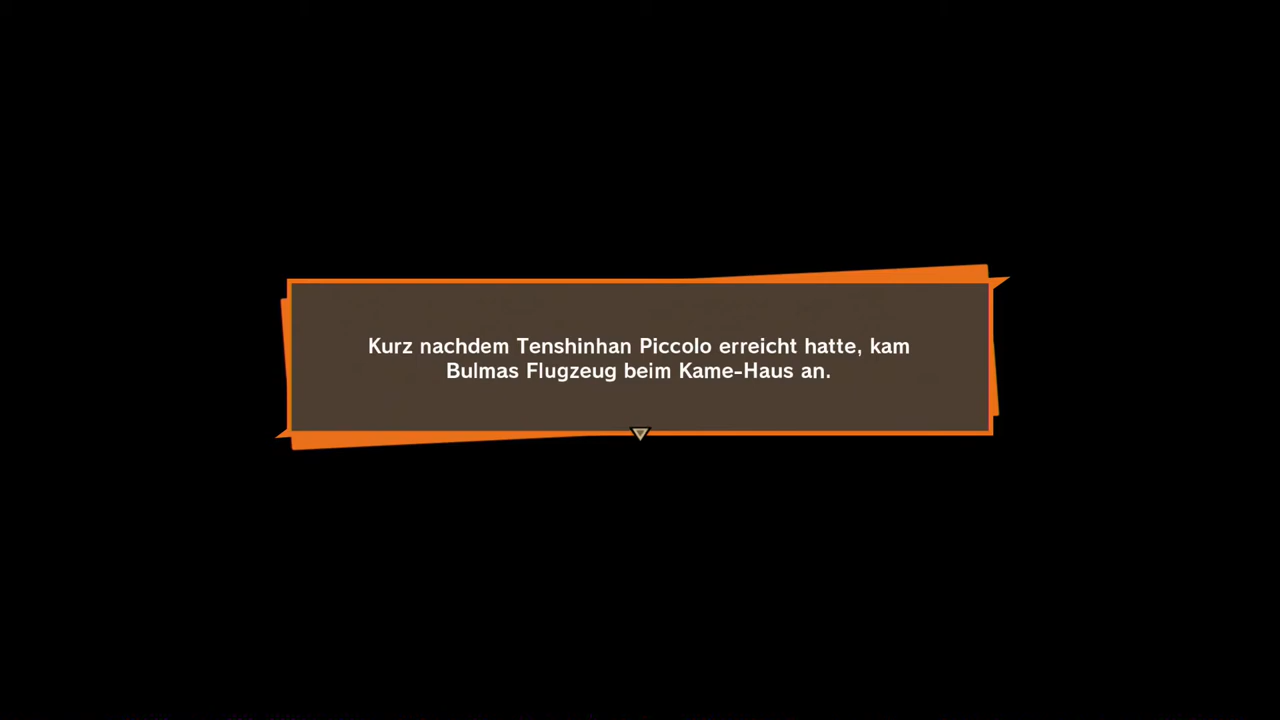 Kurz nachdem Tenshinhan Piccolo erreicht hatte, kam
Bulmas Flugzeug beim Kame-Haus an.